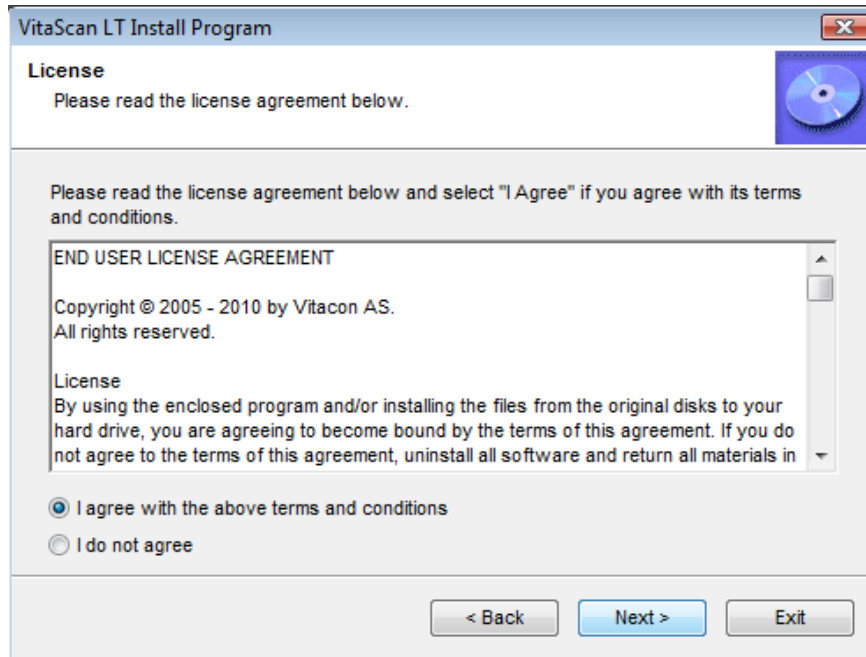 VitaScan LT Install Program
License
Please read the license agreement below.
Please read the license agreement below and select "I Agree" if you agree with its terms
and conditions.
END USER LICENSE AGREEMENT
Copyright © 2005 - 2010 by Vitacon AS.
All rights reserved.
License
By using the enclosed program and/or installing the files from the original disks to your
hard drive, you are agreeing to become bound by the terms of this agreement. If you do
not agree to the terms of this agreement, uninstall all software and return all materials in
I agree with the above terms and conditions
I do not agree
< Back Next > Exit